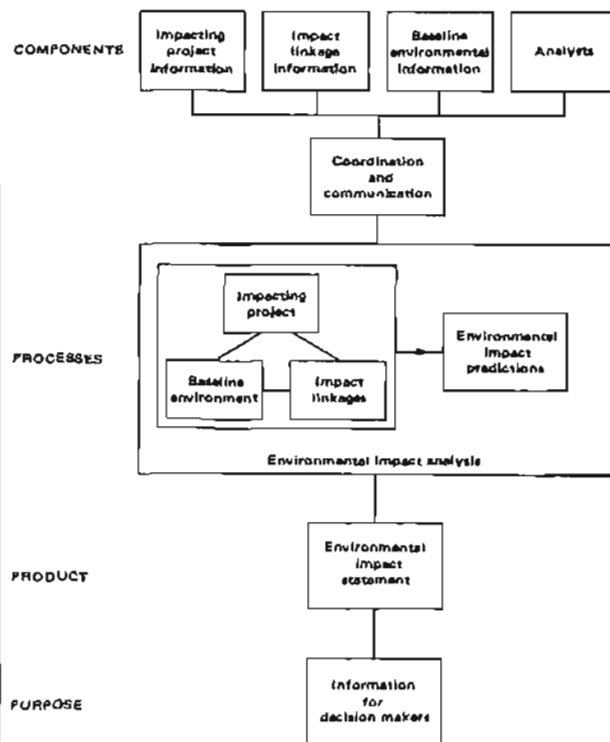 COMPONENTS
Impacting
project
information
Impact
linkage
information
Baseline
environmental
information
Analysts
Coordination
and
communication
PROCESSES
Impacting
project
Baseline
environment
Impact
linkages
Environmental
impact
predictions
Environmental impact analysis
PRODUCT
Environmental
impact
statement
PURPOSE
Information
for
decision makers